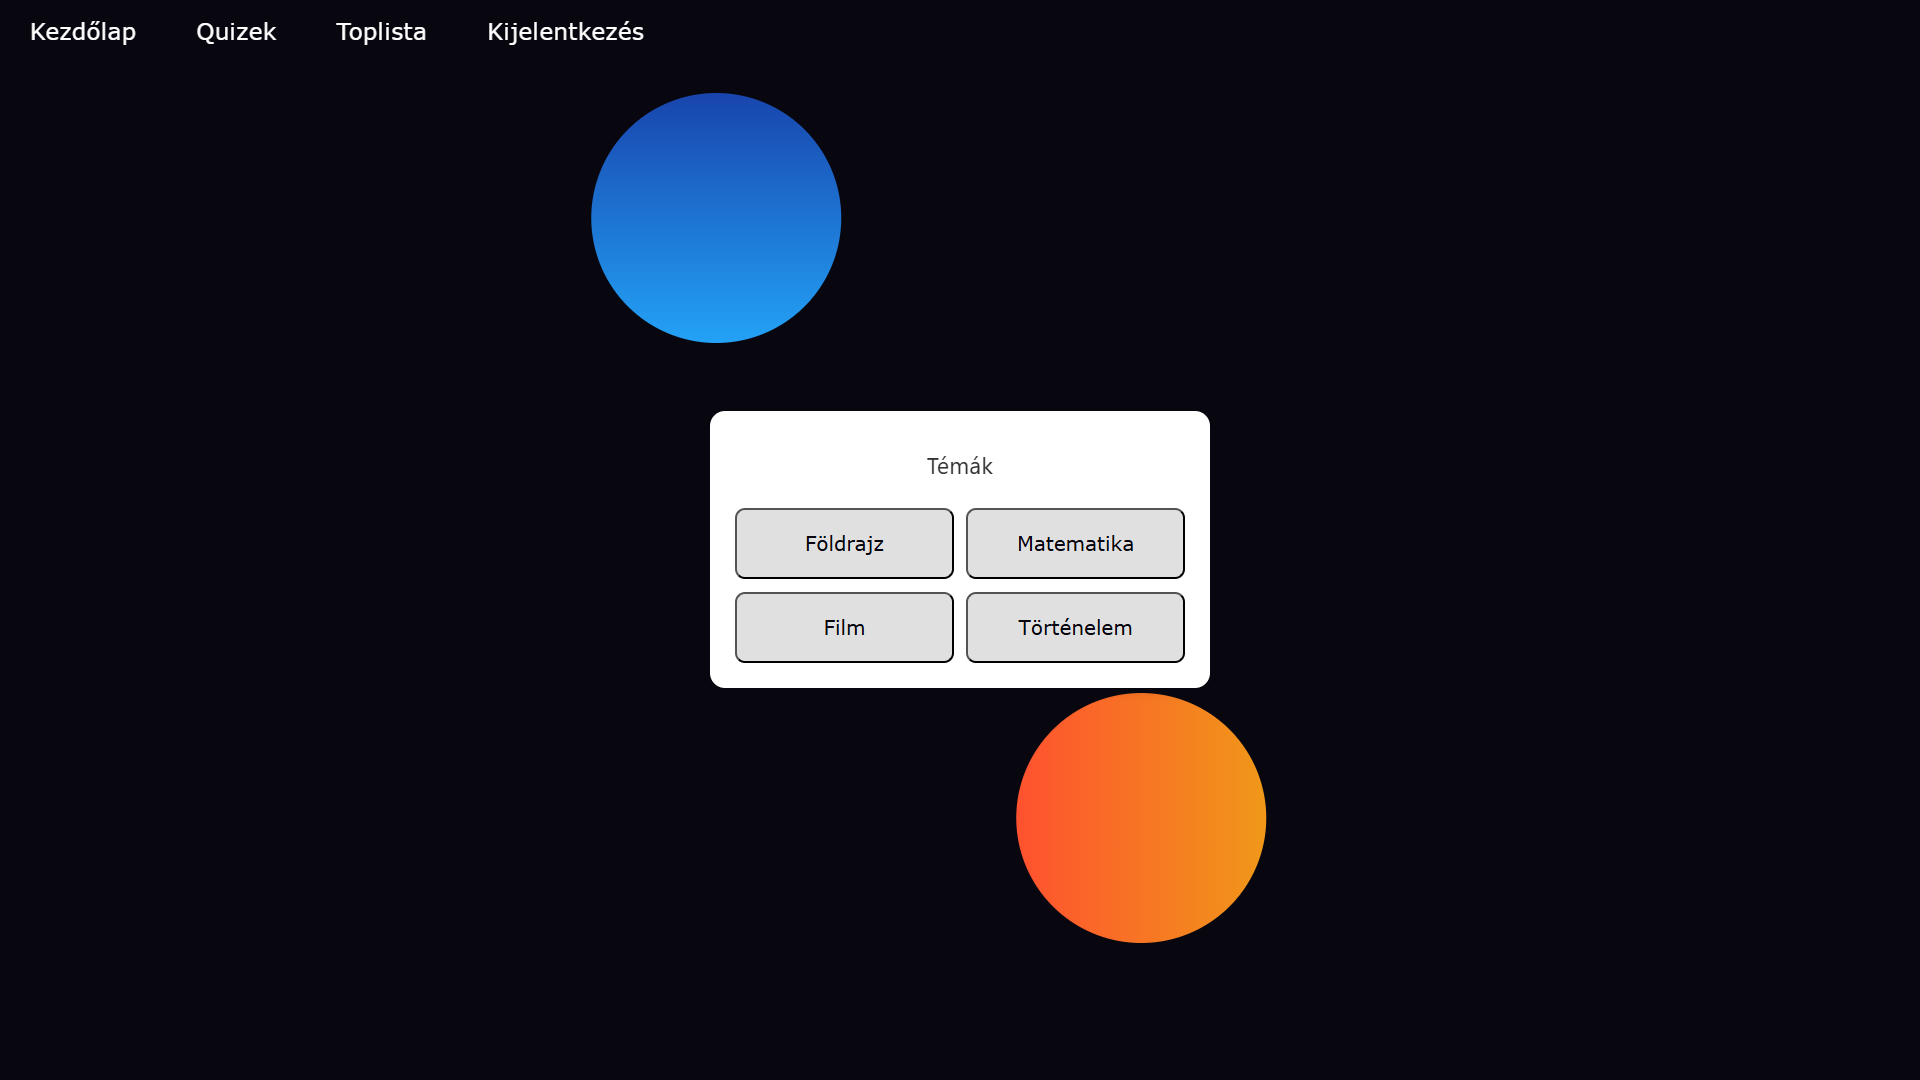 Kezdőlap Quizek Toplista Kijelentkezés
Témák
Földrajz Matematika
Film Történelem